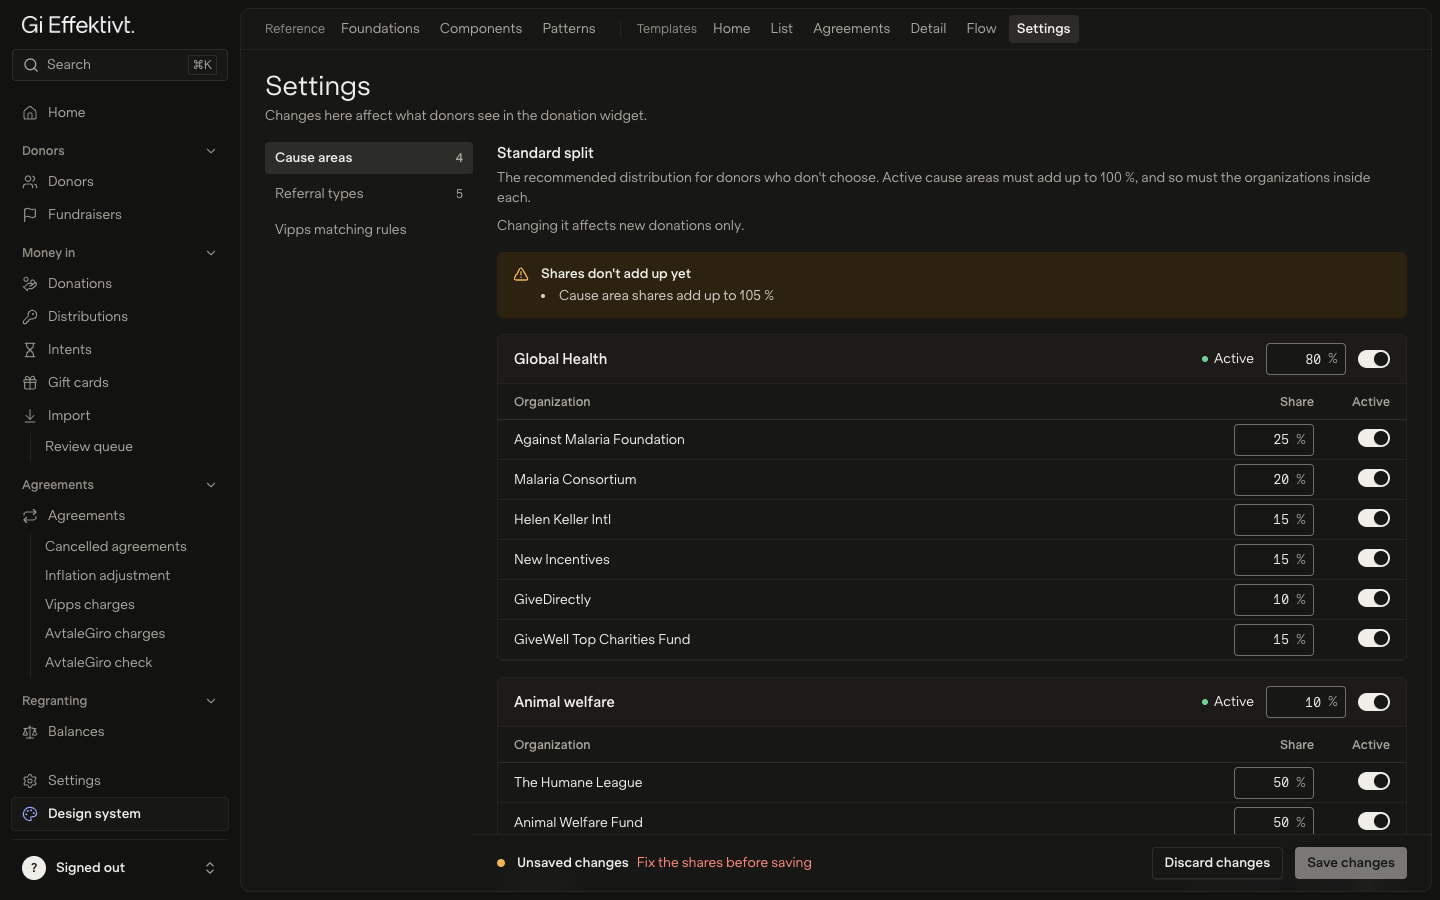 Gi Effektivt.
Search ⌘K
Home
Donors
Donors
Fundraisers
Money in
Donations
Distributions
Intents
Gift cards
Import
Review queue
Agreements
Agreements
Cancelled agreements
Inflation adjustment
Vipps charges
AvtaleGiro charges
AvtaleGiro check
Regranting
Balances
Settings
Design system
? Signed out
Reference Foundations Components Patterns Templates Home List Agreements Detail Flow Settings
Settings
Changes here affect what donors see in the donation widget.
Cause areas 4
Referral types 5
Vipps matching rules
Standard split
The recommended distribution for donors who don't choose. Active cause areas must add up to 100 %, and so must the organizations inside
each.
Changing it affects new donations only.
Shares don't add up yet
• Cause area shares add up to 105 %
Global Health Active 80 %
Organization Share Active
Against Malaria Foundation 25 %
Malaria Consortium 20 %
Helen Keller Intl 15 %
New Incentives 15 %
GiveDirectly 10 %
GiveWell Top Charities Fund 15 %
Animal welfare Active 10 %
Organization Share Active
The Humane League 50 %
Animal Welfare Fund 50 %
Unsaved changes Fix the shares before saving Discard changes Save changes